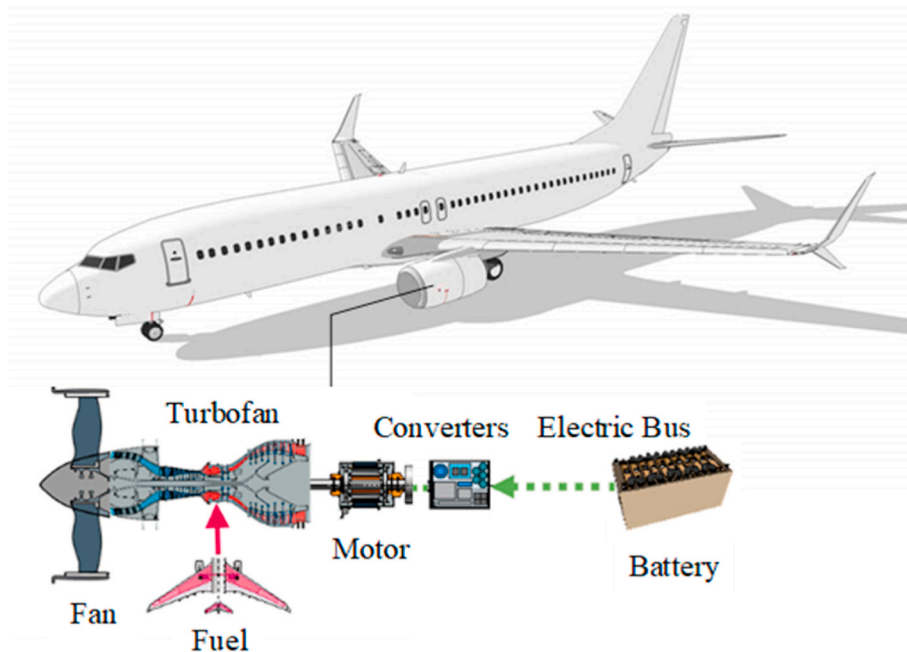 Turbofan
Converters
Electric Bus
Motor
Battery
Fan
Fuel